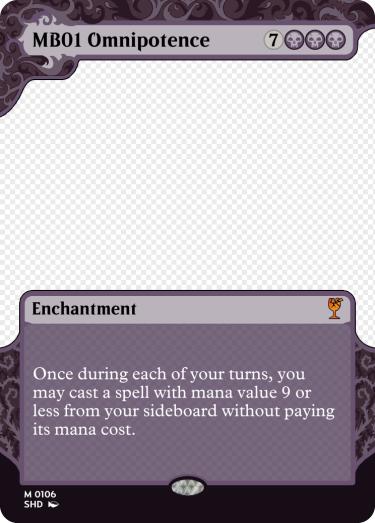 MB01 Omnipotence 7
Enchantment
Once during each of your turns, you
may cast a spell with mana value 9 or
less from your sideboard without paying
its mana cost.
M 0106
SHD